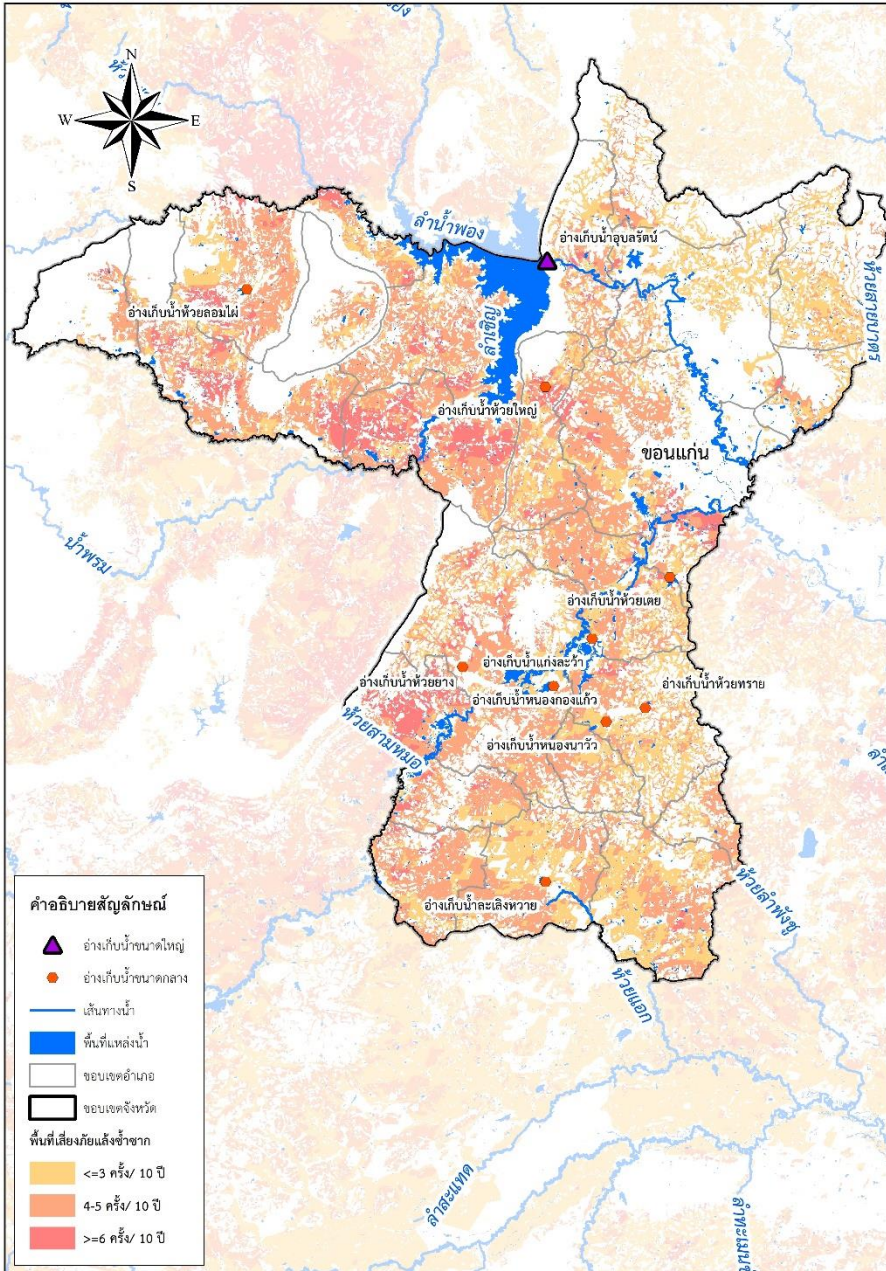 N
W
E
S
ลำน้ำพอง
อ่างเก็บน้ำอุบลรัตน์
ห้วยสายบาตร
อ่างเก็บน้ำห้วยลอมไผ่
ลำเชิญ
อ่างเก็บน้ำห้วยใหญ่
ขอนแก่น
น้ำพรม
อ่างเก็บน้ำห้วยเตย
อ่างเก็บน้ำแก่งละว้า
อ่างเก็บน้ำห้วยยาง
อ่างเก็บน้ำห้วยทราย
อ่างเก็บน้ำหนองกองแก้ว
ห้วยสามหมอ
อ่างเก็บน้ำหนองนาวัว
อ่างเก็บน้ำละเลิงหวาย
ห้วยลำพังชู
ห้วยแอก
ลำสะแทด
คำอธิบายสัญลักษณ์
อ่างเก็บน้ำขนาดใหญ่
อ่างเก็บน้ำขนาดกลาง
เส้นทางน้ำ
พื้นที่แหล่งน้ำ
ขอบเขตอำเภอ
ขอบเขตจังหวัด
พื้นที่เสี่ยงภัยแล้งซ้ำซาก
<=3 ครั้ง/ 10 ปี
4-5 ครั้ง/ 10 ปี
>=6 ครั้ง/ 10 ปี